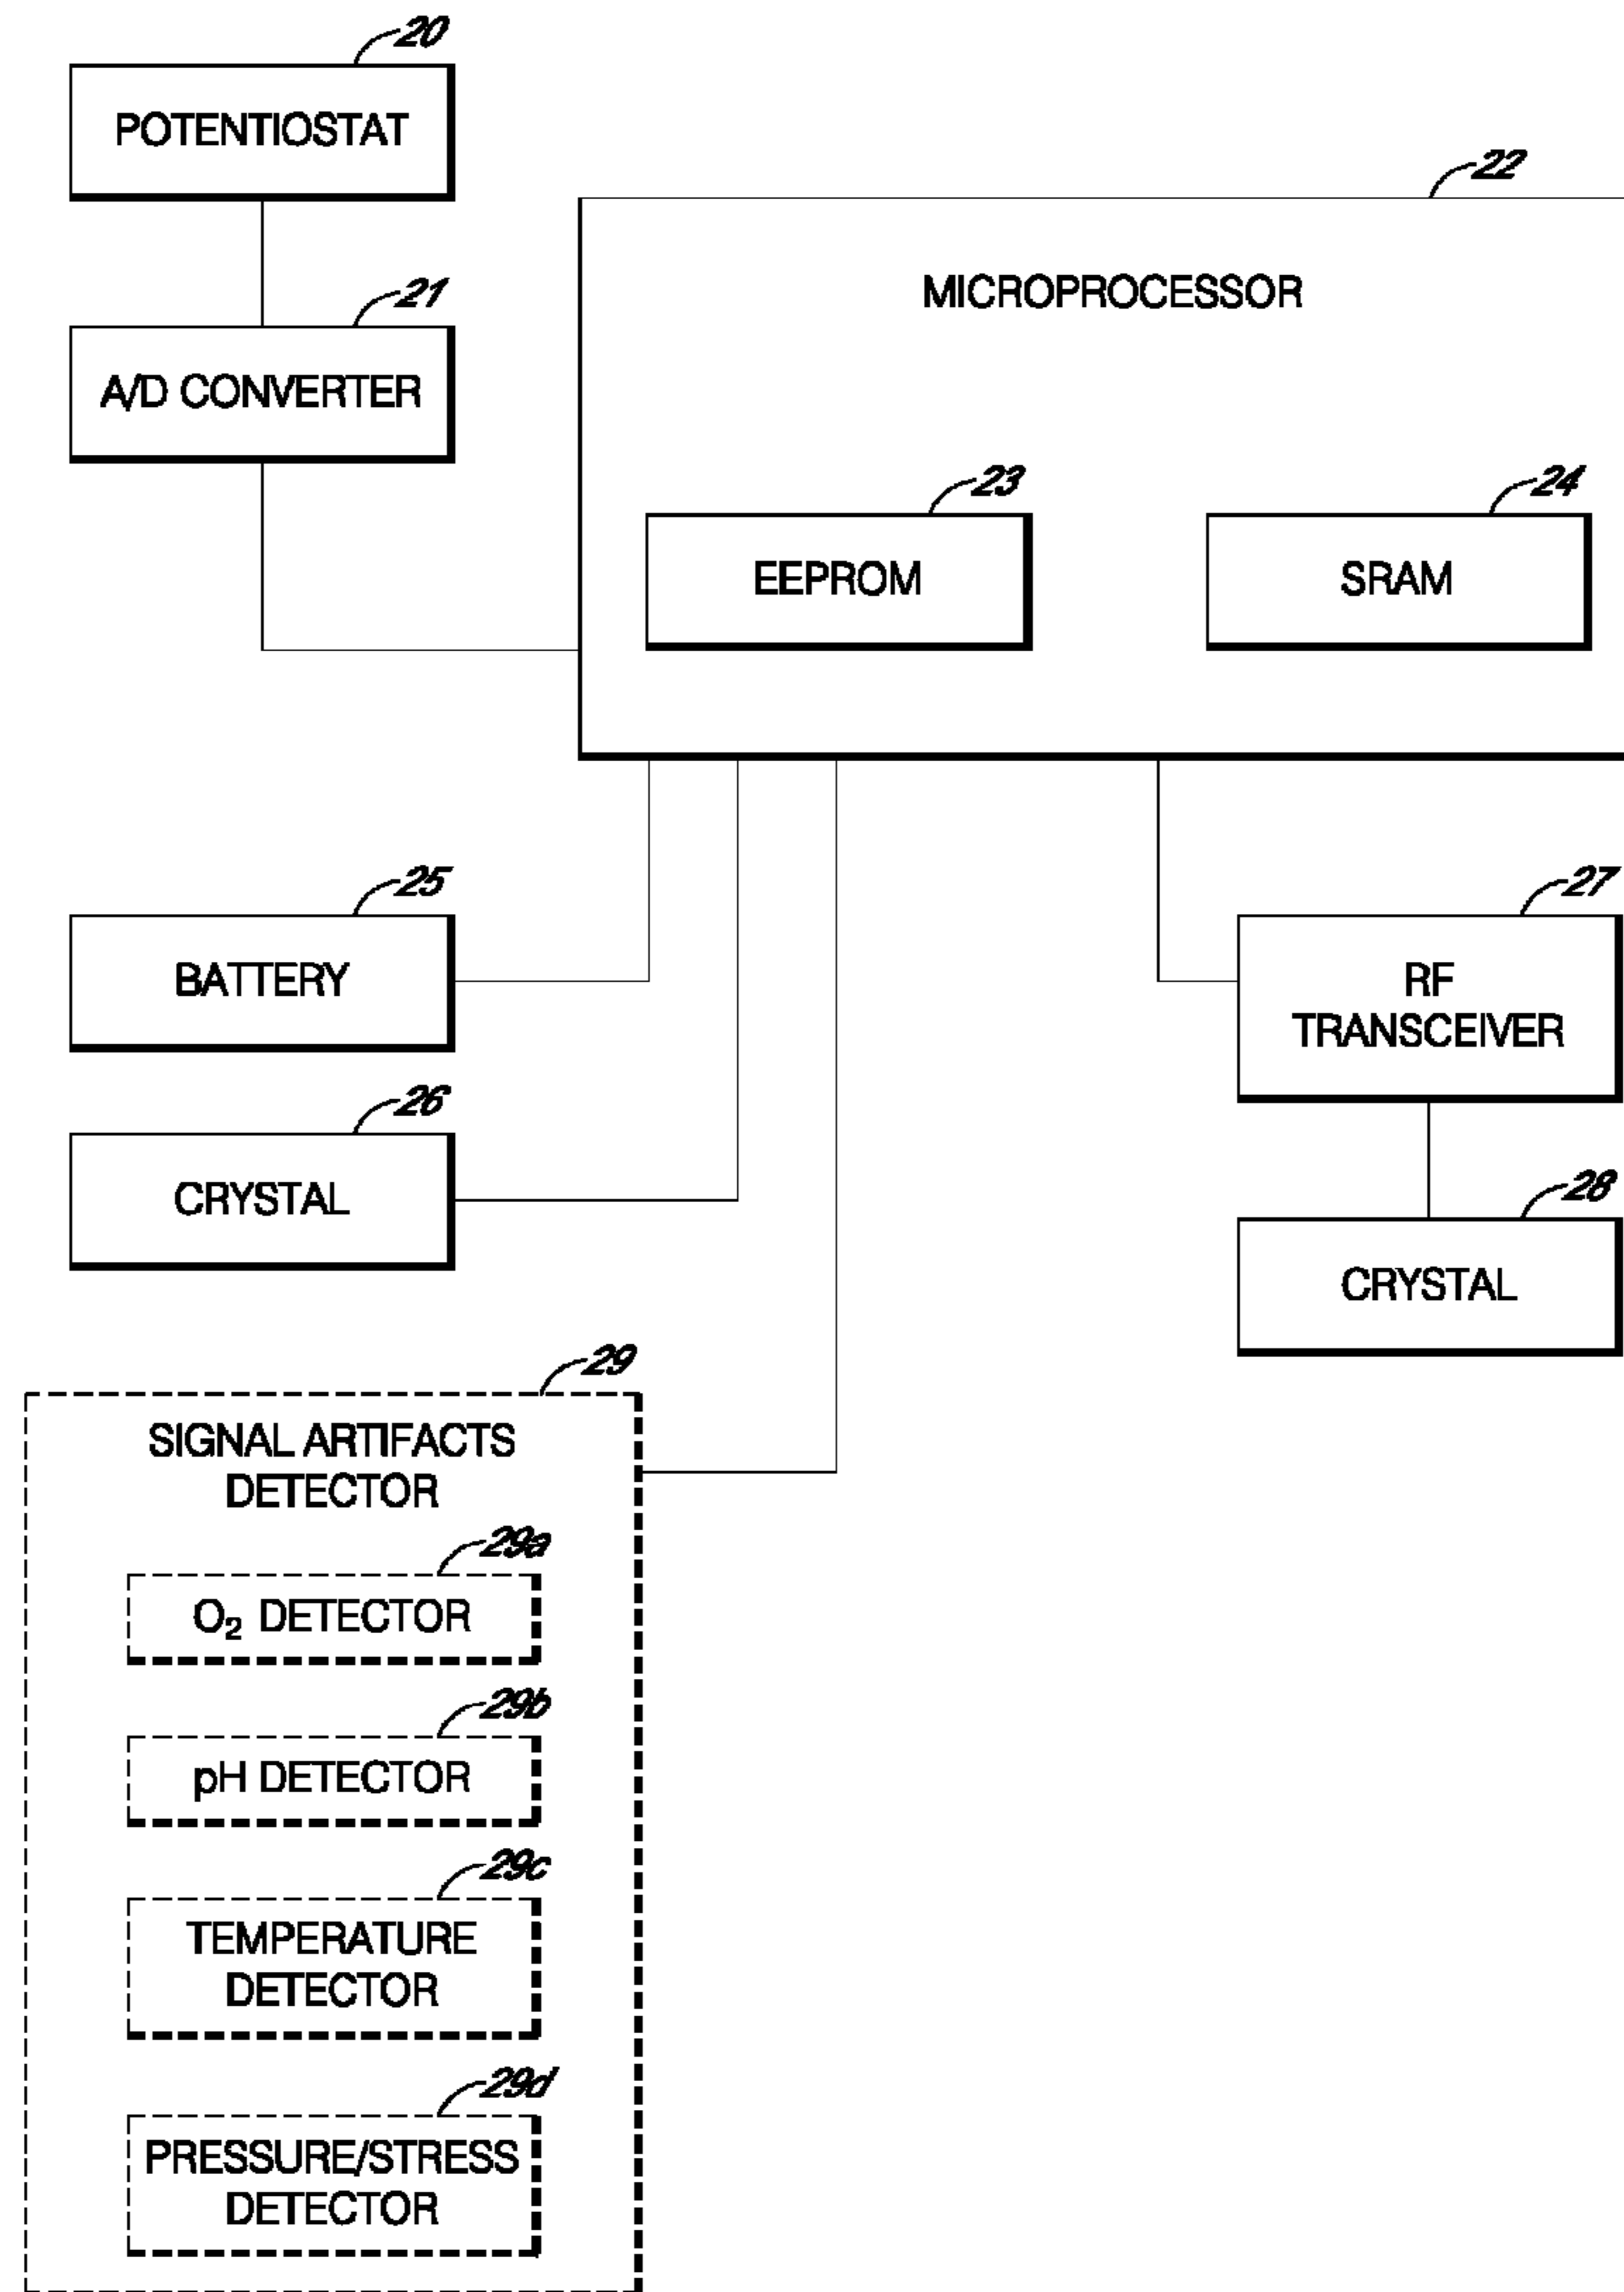 20
POTENTIOSTAT
22
MICROPROCESSOR
21
A/D CONVERTER
23
EEPROM
24
SRAM
25
BATTERY
27
RF
TRANSCEIVER
26
CRYSTAL
28
CRYSTAL
29
SIGNAL ARTIFACTS
DETECTOR
29a
O₂ DETECTOR
29b
pH DETECTOR
29c
TEMPERATURE
DETECTOR
29d
PRESSURE/STRESS
DETECTOR